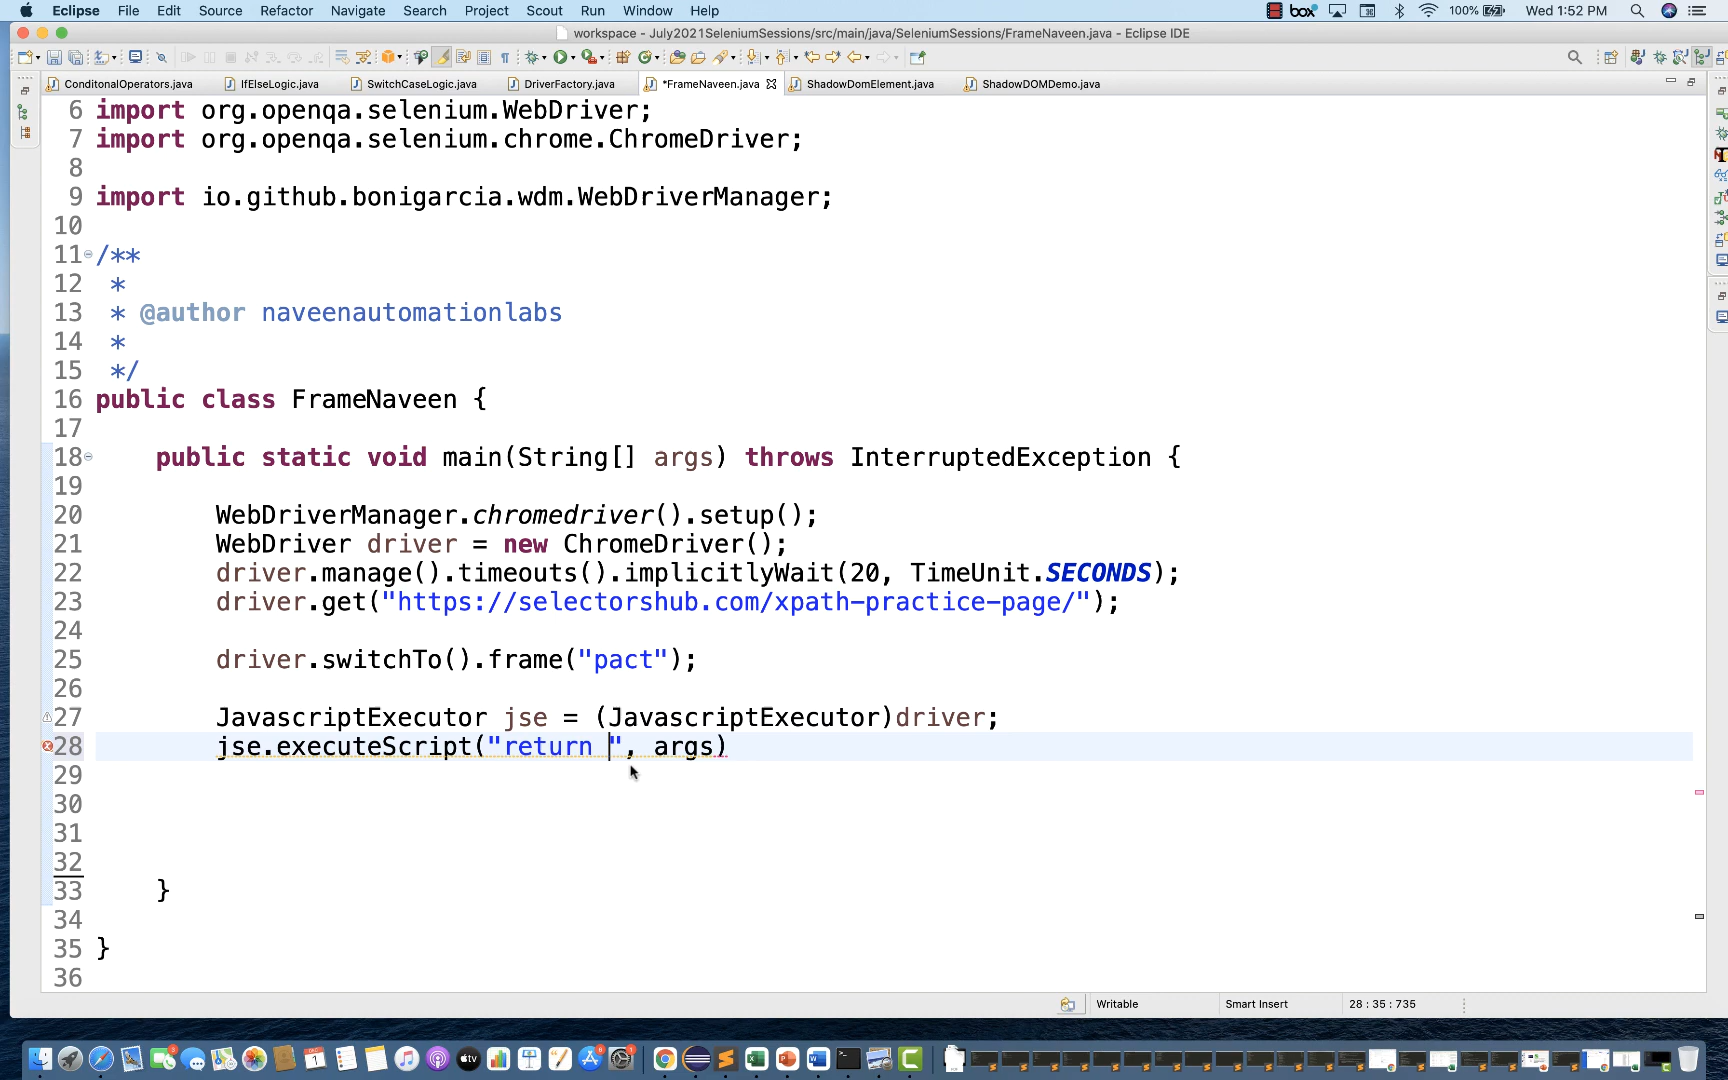 Eclipse File Edit Source Refactor Navigate Search Project Scout Run Window Help box 100% Wed 1:52 PM
workspace - July2021SeleniumSessions/src/main/java/SeleniumSessions/FrameNaveen.java - Eclipse IDE
ConditonalOperators.java IfElseLogic.java SwitchCaseLogic.java DriverFactory.java *FrameNaveen.java ShadowDomElement.java ShadowDOMDemo.java
6 import org.openqa.selenium.WebDriver;
7 import org.openqa.selenium.chrome.ChromeDriver;
8
9 import io.github.bonigarcia.wdm.WebDriverManager;
10
11 /**
12 *
13 * @author naveenautomationlabs
14 *
15 */
16 public class FrameNaveen {
17
18 public static void main(String[] args) throws InterruptedException {
19
20 WebDriverManager.chromedriver().setup();
21 WebDriver driver = new ChromeDriver();
22 driver.manage().timeouts().implicitlyWait(20, TimeUnit.SECONDS);
23 driver.get("https://selectorshub.com/xpath-practice-page/");
24
25 driver.switchTo().frame("pact");
26
27 JavascriptExecutor jse = (JavascriptExecutor)driver;
28 jse.executeScript("return ", args)
29
30
31
32
33 }
34
35 }
36
Writable Smart Insert 28 : 35 : 735